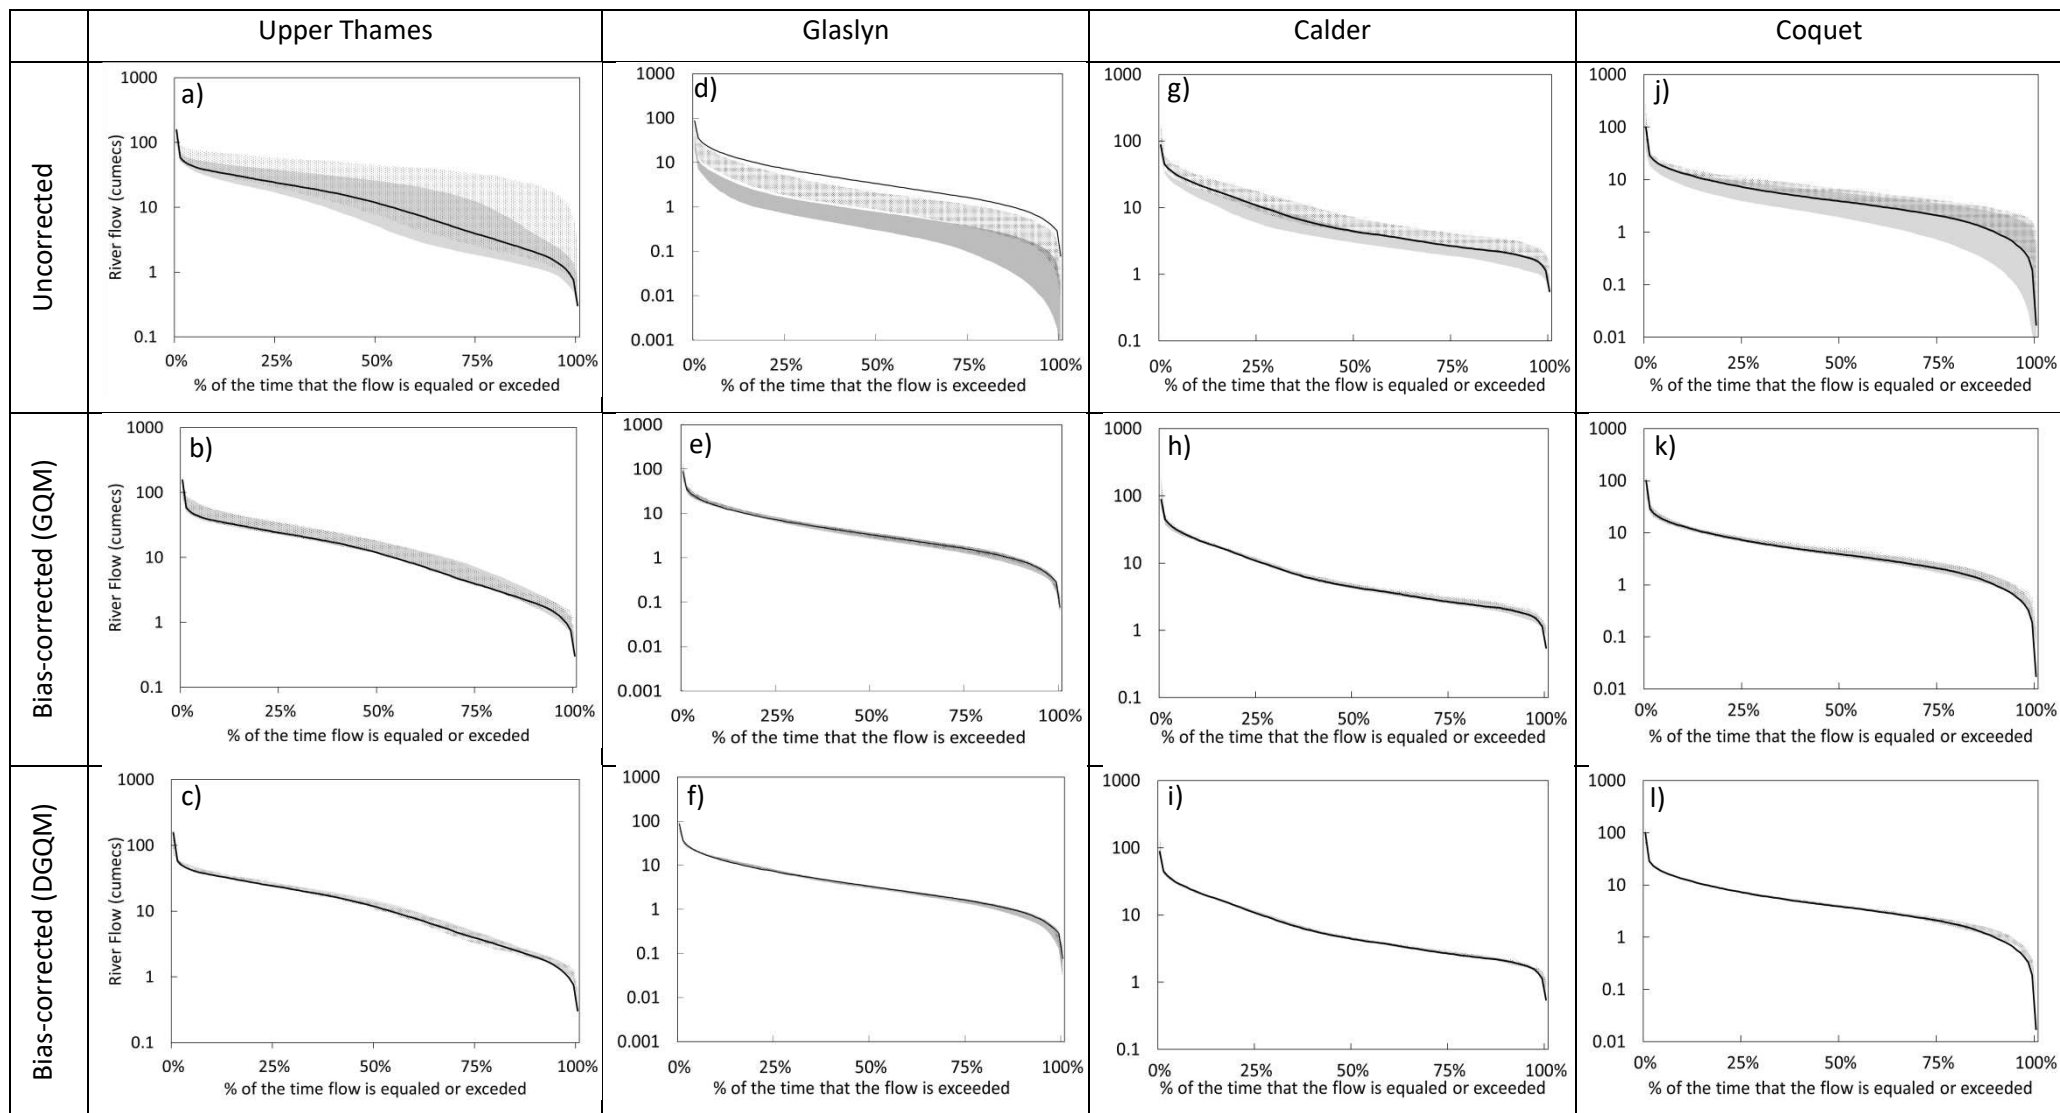 Upper Thames Glaslyn Calder Coquet
Uncorrected
a)
1000
100
10
1
0.1
River flow (cumecs)
0% 25% 50% 75% 100%
% of the time that the flow is equaled or exceeded
d)
1000
100
10
1
0.1
0.01
0.001
0% 25% 50% 75% 100%
% of the time that the flow is exceeded
g)
1000
100
10
1
0.1
0% 25% 50% 75% 100%
% of the time that the flow is equaled or exceeded
j)
1000
100
10
1
0.1
0.01
0% 25% 50% 75% 100%
% of the time that the flow is equaled or exceeded
Bias-corrected (GQM)
b)
1000
100
10
1
0.1
River Flow (cumecs)
0% 25% 50% 75% 100%
% of the time flow is equaled or exceded
e)
1000
100
10
1
0.1
0.01
0.001
0% 25% 50% 75% 100%
% of the time that the flow is exceeded
h)
1000
100
10
1
0.1
0% 25% 50% 75% 100%
% of the time that the flow is equaled or exceeded
k)
1000
100
10
1
0.1
0.01
0% 25% 50% 75% 100%
% of the time that the flow is equaled or exceeded
Bias-corrected (DGQM)
c)
1000
100
10
1
0.1
River Flow (cumecs)
0% 25% 50% 75% 100%
% of the time flow is equaled or exceeded
f)
1000
100
10
1
0.1
0.01
0.001
0% 25% 50% 75% 100%
% of the time that the flow is exceeded
i)
1000
100
10
1
0.1
0% 25% 50% 75% 100%
% of the time that the flow is equaled or exceeded
l)
1000
100
10
1
0.1
0.01
0% 25% 50% 75% 100%
% of the time that the flow is equaled or exceeded